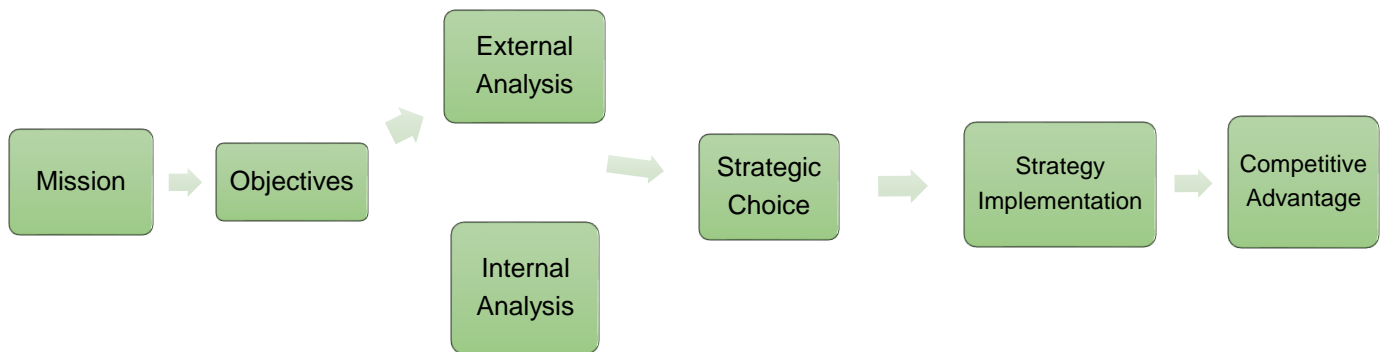 Mission
Objectives
External
Analysis
Internal
Analysis
Strategic
Choice
Strategy
Implementation
Competitive
Advantage